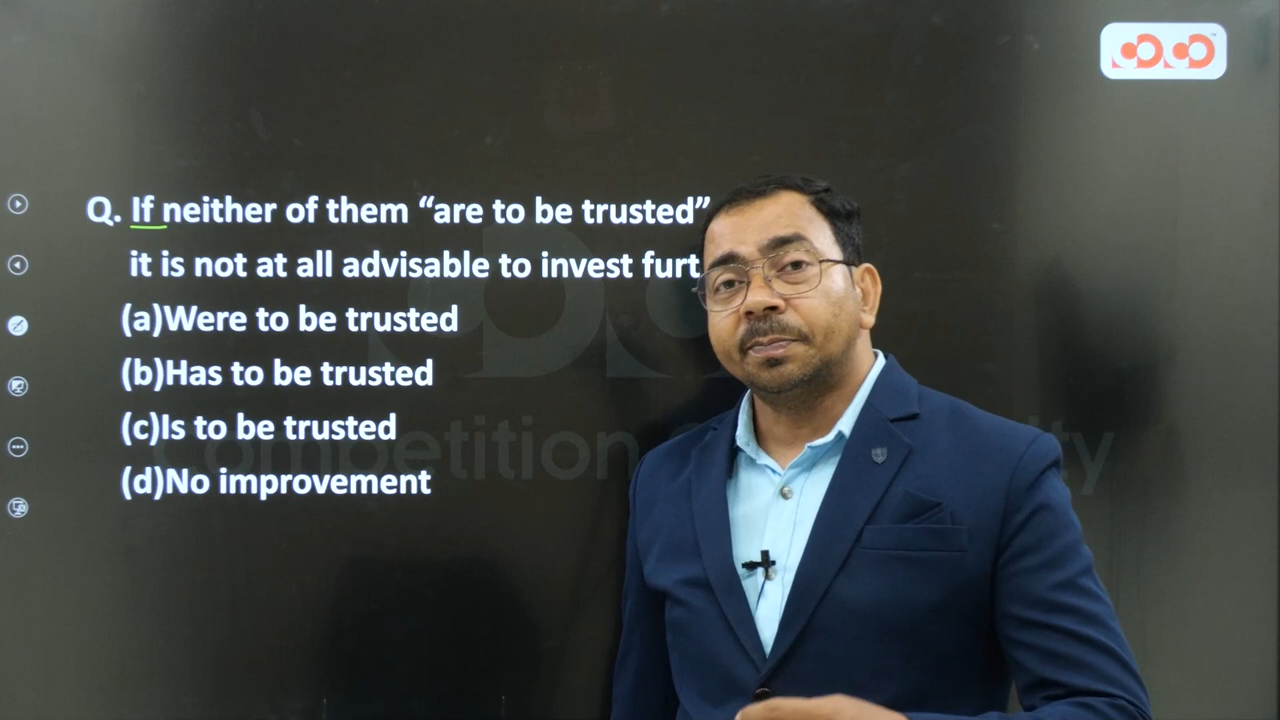 Q. If neither of them “are to be trusted”
it is not at all advisable to invest
(a)Were to be trusted
(b)Has to be trusted
(c)Is to be trusted
(d)No improvement
Competition